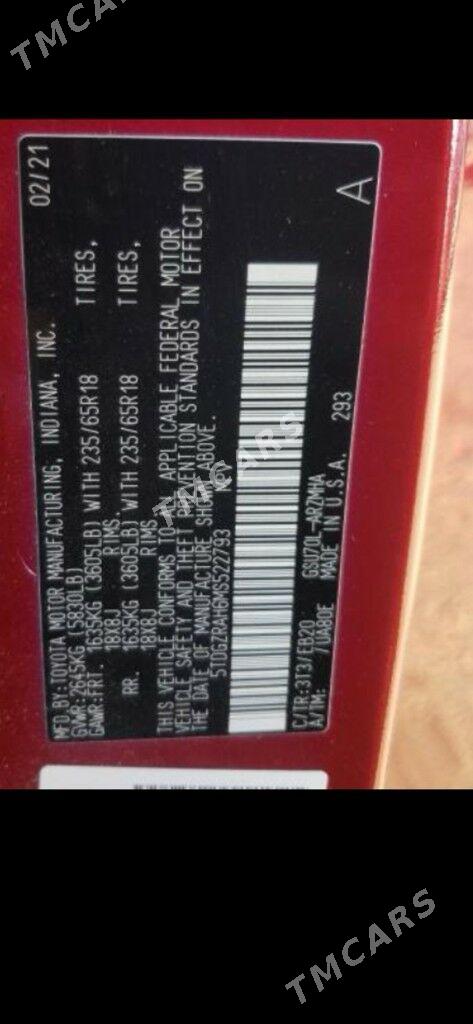 TMCARS
MFD BY:TOYOTA MOTOR MANUFACTURING, INDIANA, INC. 02/21
GVWR:2645KG (5830LB)
GAWR:FRT. 1635KG (3605LB) WITH 235/65R18 TIRES,
18X8J RIMS
RR. 1635KG (3605LB) WITH 235/65R18 TIRES,
18X8J RIMS
THIS VEHICLE CONFORMS TO ALL APPLICABLE FEDERAL MOTOR
VEHICLE SAFETY AND THEFT PREVENTION STANDARDS IN EFFECT ON
THE DATE OF MANUFACTURE SHOWN ABOVE.
5TDGZRAH6MS522793
C/TR:3T3/EB20 GSU70L-ARZMHA A
A/TM: /UA80E MADE IN U.S.A. 293
TMCARS
TMCARS